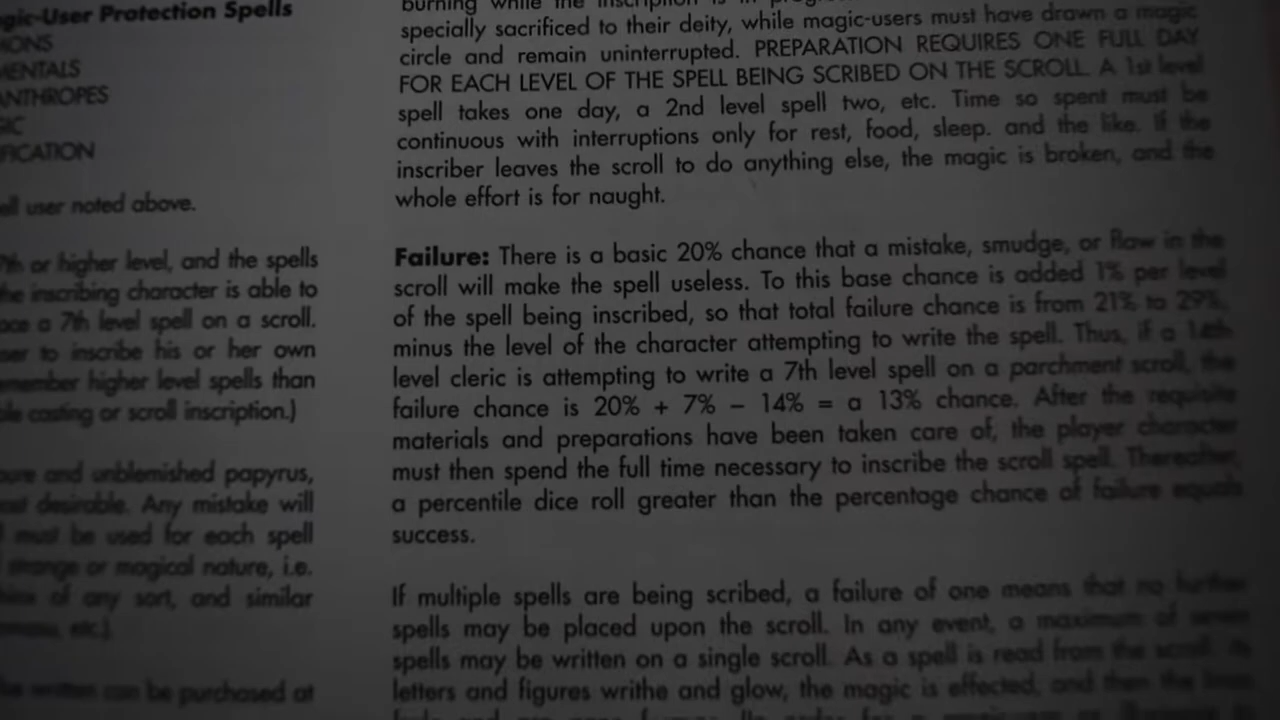 gic-User Protection Spells
IONS
MENTALS
ANTHROPES
GIC
IFICATION
ell user noted above.
7th or higher level, and the spells
the inscribing character is able to
ace a 7th level spell on a scroll.
ser to inscribe his or her own
emember higher level spells than
ble casting or scroll inscription.)
pure and unblemished papyrus,
most desirable. Any mistake will
must be used for each spell
strange or magical nature, i.e.
of any sort, and similar
etc.)
written can be purchased at
burning while the inscription is in
specially sacrificed to their deity, while magic-users must have drawn a magic
circle and remain uninterrupted. PREPARATION REQUIRES ONE FULL DAY
FOR EACH LEVEL OF THE SPELL BEING SCRIBED ON THE SCROLL. A 1st level
spell takes one day, a 2nd level spell two, etc. Time so spent must be
continuous with interruptions only for rest, food, sleep. and the like. If the
inscriber leaves the scroll to do anything else, the magic is broken, and the
whole effort is for naught.
Failure: There is a basic 20% chance that a mistake, smudge, or flaw in the
scroll will make the spell useless. To this base chance is added 1% per level
of the spell being inscribed, so that total failure chance is from 21% to 29%,
minus the level of the character attempting to write the spell. Thus, if a 14th
level cleric is attempting to write a 7th level spell on a parchment scroll, the
failure chance is 20% + 7% – 14% = a 13% chance. After the requisite
materials and preparations have been taken care of, the player character
must then spend the full time necessary to inscribe the scroll spell. Thereafter,
a percentile dice roll greater than the percentage chance of failure equals
success.
If multiple spells are being scribed, a failure of one means that no further
spells may be placed upon the scroll. In any event, a maximum of seven
spells may be written on a single scroll. As a spell is read from the scroll, its
letters and figures writhe and glow, the magic is effected, and then the lines